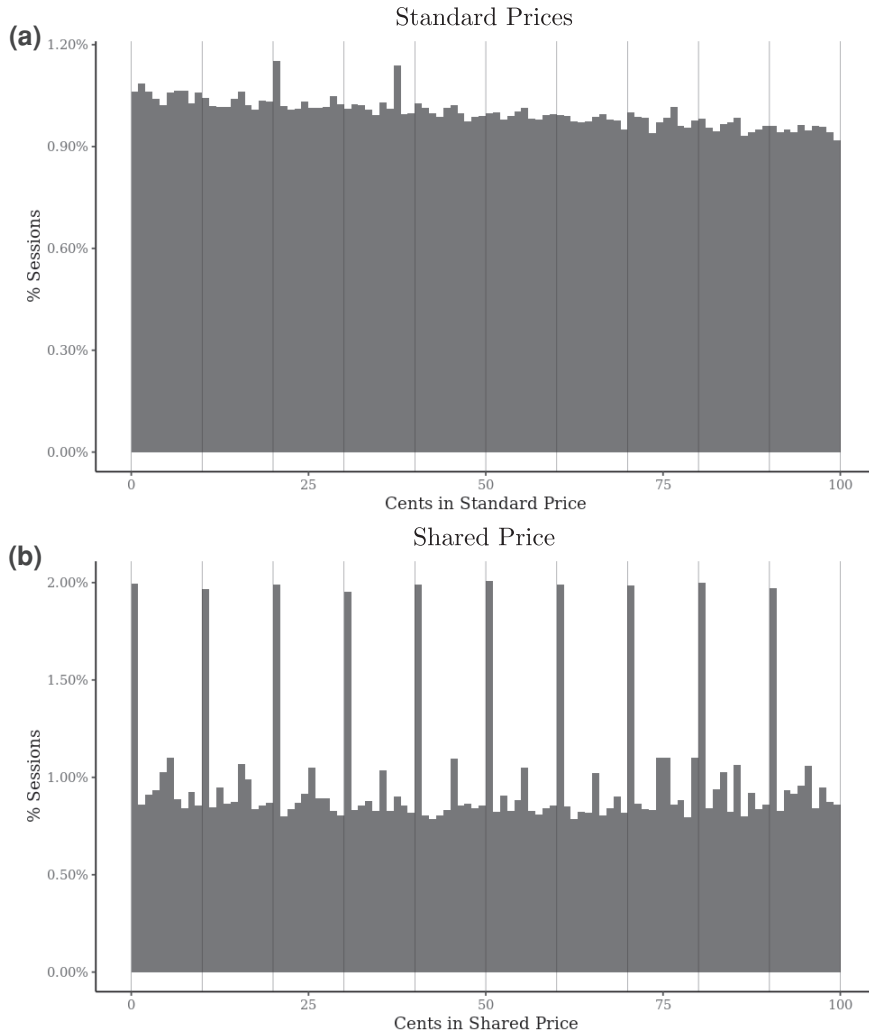 (a)
Standard Prices
1.20%
0.90%
0.60%
0.30%
0.00%
% Sessions
0 25 50 75 100
Cents in Standard Price
(b)
Shared Price
2.00%
1.50%
1.00%
0.50%
0.00%
% Sessions
0 25 50 75 100
Cents in Shared Price